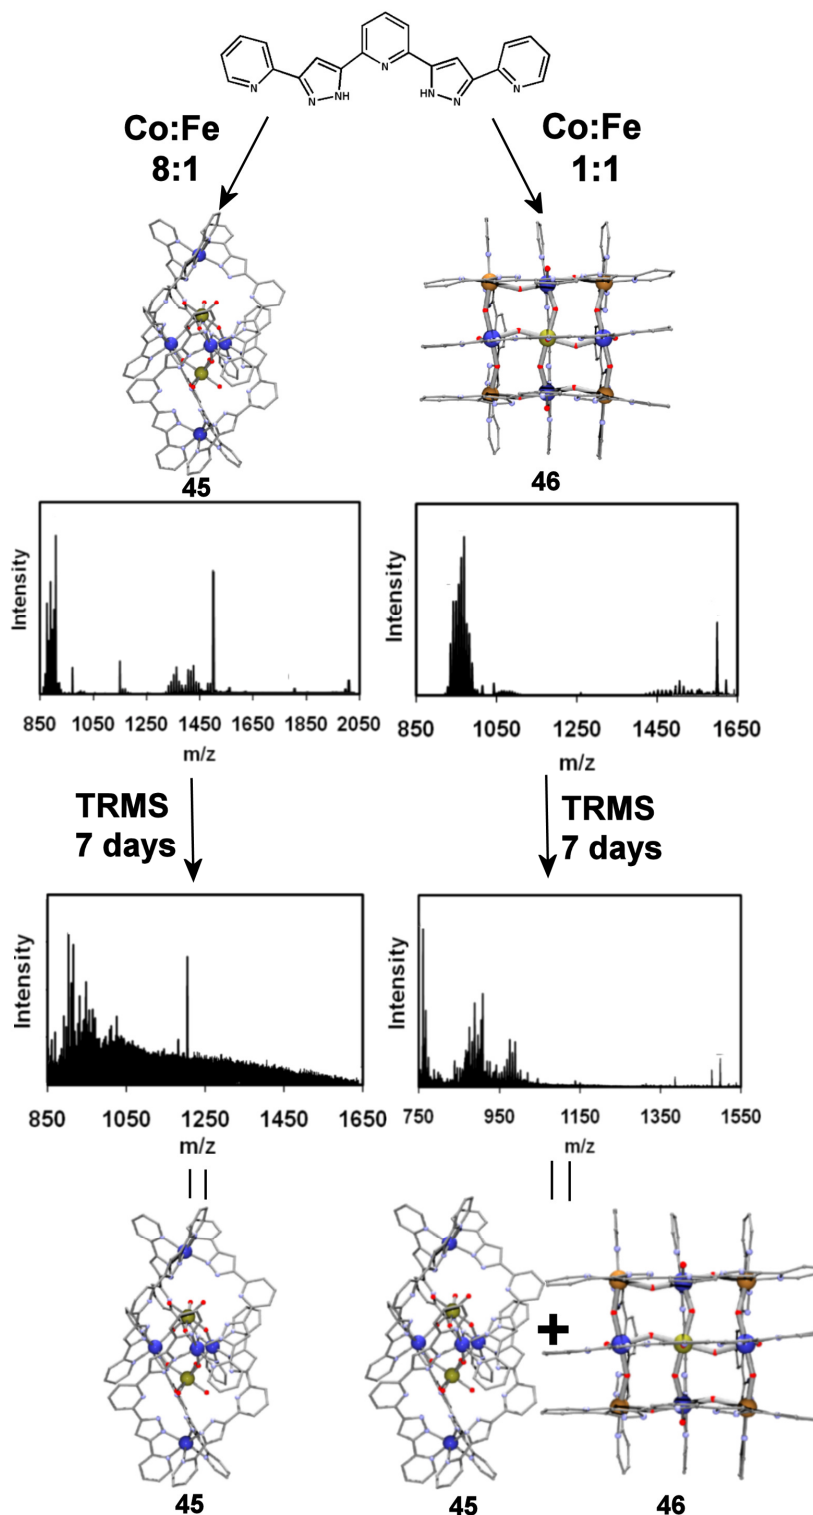 N
N
NH
N
HN
N
N
Co:Fe
8:1
Co:Fe
1:1
45
46
Intensity
850 1050 1250 1450 1650 1850 2050
m/z
Intensity
850 1050 1250 1450 1650
m/z
TRMS
7 days
TRMS
7 days
Intensity
850 1050 1250 1450 1650
m/z
Intensity
750 950 1150 1350 1550
m/z
+
45
45
46